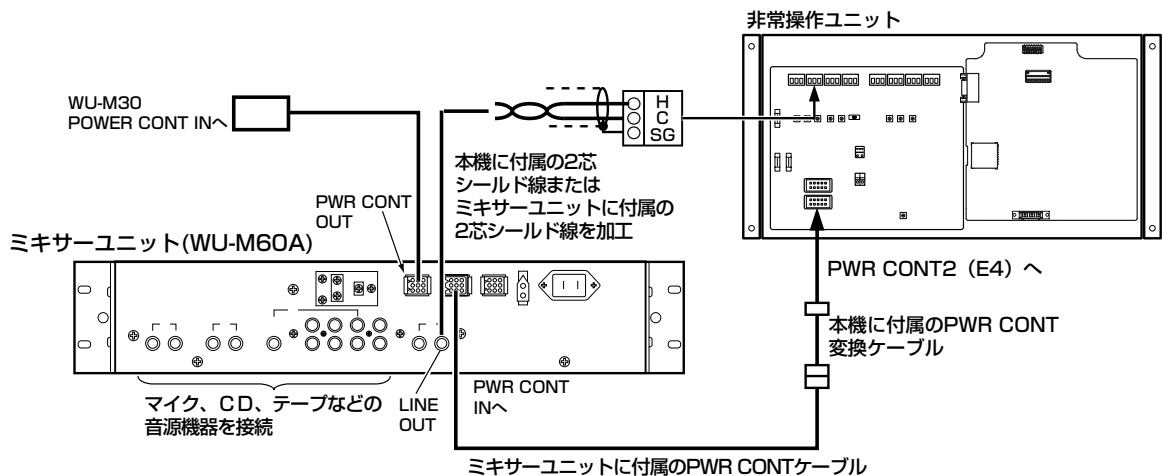 非常操作ユニット
WU-M30
POWER CONT INへ
H
C
SG
本機に付属の2芯
シールド線または
ミキサーユニットに付属の
2芯シールド線を加工
PWR CONT
OUT
ミキサーユニット(WU-M60A)
PWR CONT2（E4）へ
本機に付属のPWR CONT
変換ケーブル
マイク、CD、テープなどの
音源機器を接続
LINE
OUT
PWR CONT
INへ
ミキサーユニットに付属のPWR CONTケーブル